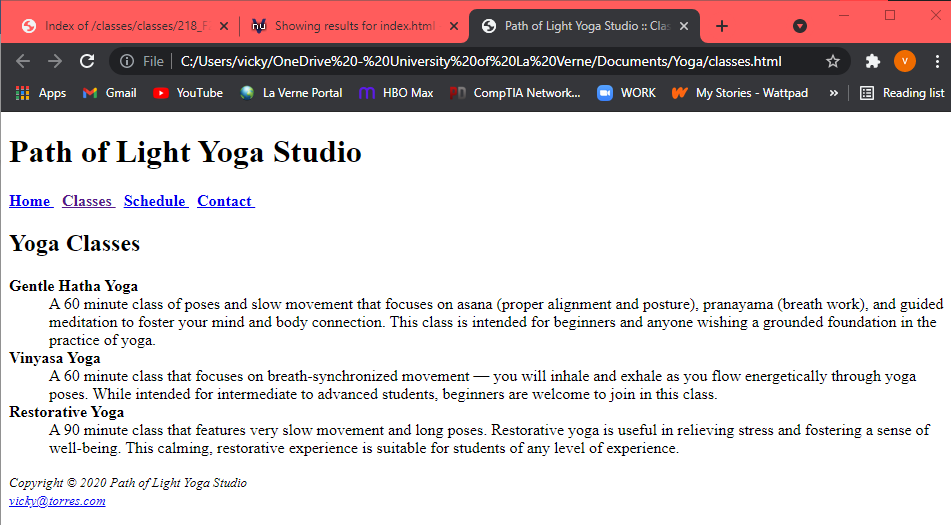 Index of /classes/classes/218_F
Showing results for index.html
Path of Light Yoga Studio :: Clas
File C:/Users/vicky/OneDrive%20-%20University%20of%20La%20Verne/Documents/Yoga/classes.html
V
Apps Gmail YouTube La Verne Portal HBO Max CompTIA Network... WORK My Stories - Wattpad » Reading list
Path of Light Yoga Studio
Home Classes Schedule Contact
Yoga Classes
Gentle Hatha Yoga
A 60 minute class of poses and slow movement that focuses on asana (proper alignment and posture), pranayama (breath work), and guided
meditation to foster your mind and body connection. This class is intended for beginners and anyone wishing a grounded foundation in the
practice of yoga.
Vinyasa Yoga
A 60 minute class that focuses on breath-synchronized movement — you will inhale and exhale as you flow energetically through yoga
poses. While intended for intermediate to advanced students, beginners are welcome to join in this class.
Restorative Yoga
A 90 minute class that features very slow movement and long poses. Restorative yoga is useful in relieving stress and fostering a sense of
well-being. This calming, restorative experience is suitable for students of any level of experience.
Copyright © 2020 Path of Light Yoga Studio
vicky@torres.com